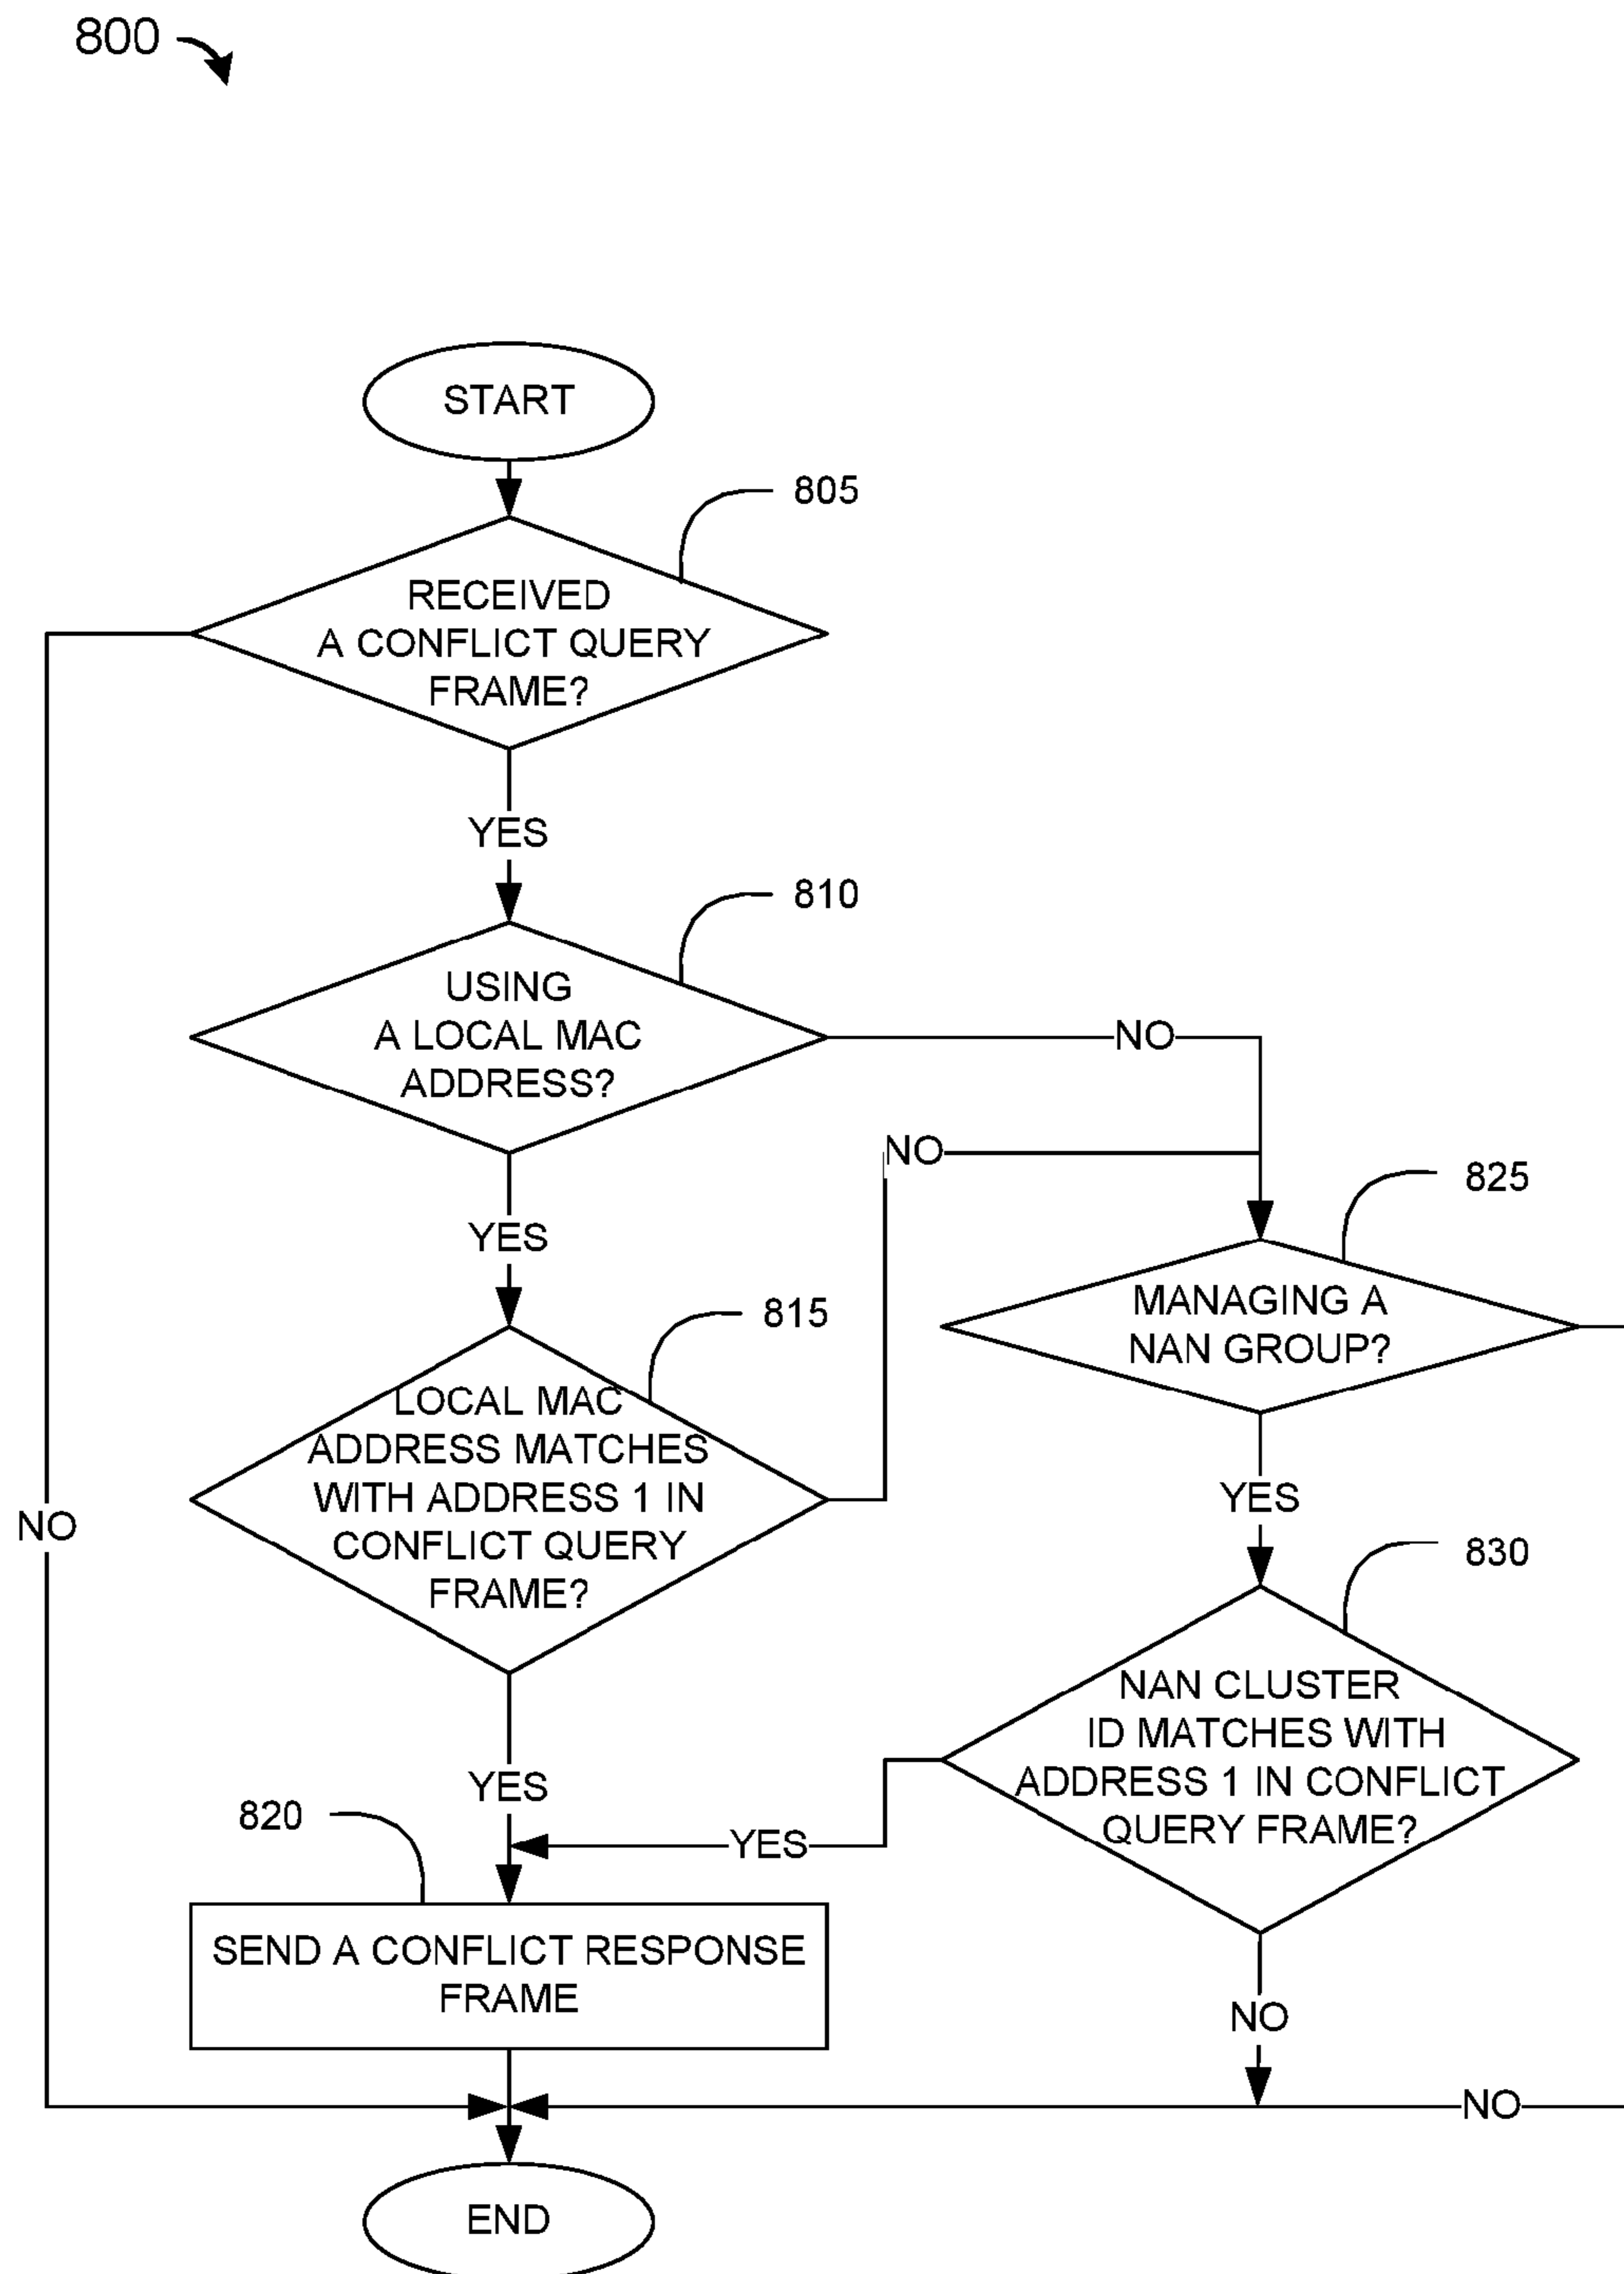 800
START
805
RECEIVED
A CONFLICT QUERY
FRAME?
YES
810
USING
A LOCAL MAC
ADDRESS?
NO
NO
825
YES
MANAGING A
NAN GROUP?
815
LOCAL MAC
ADDRESS MATCHES
WITH ADDRESS 1 IN
CONFLICT QUERY
FRAME?
YES
NO
830
NAN CLUSTER
ID MATCHES WITH
ADDRESS 1 IN CONFLICT
QUERY FRAME?
YES
820
YES
SEND A CONFLICT RESPONSE
FRAME
NO
NO
END